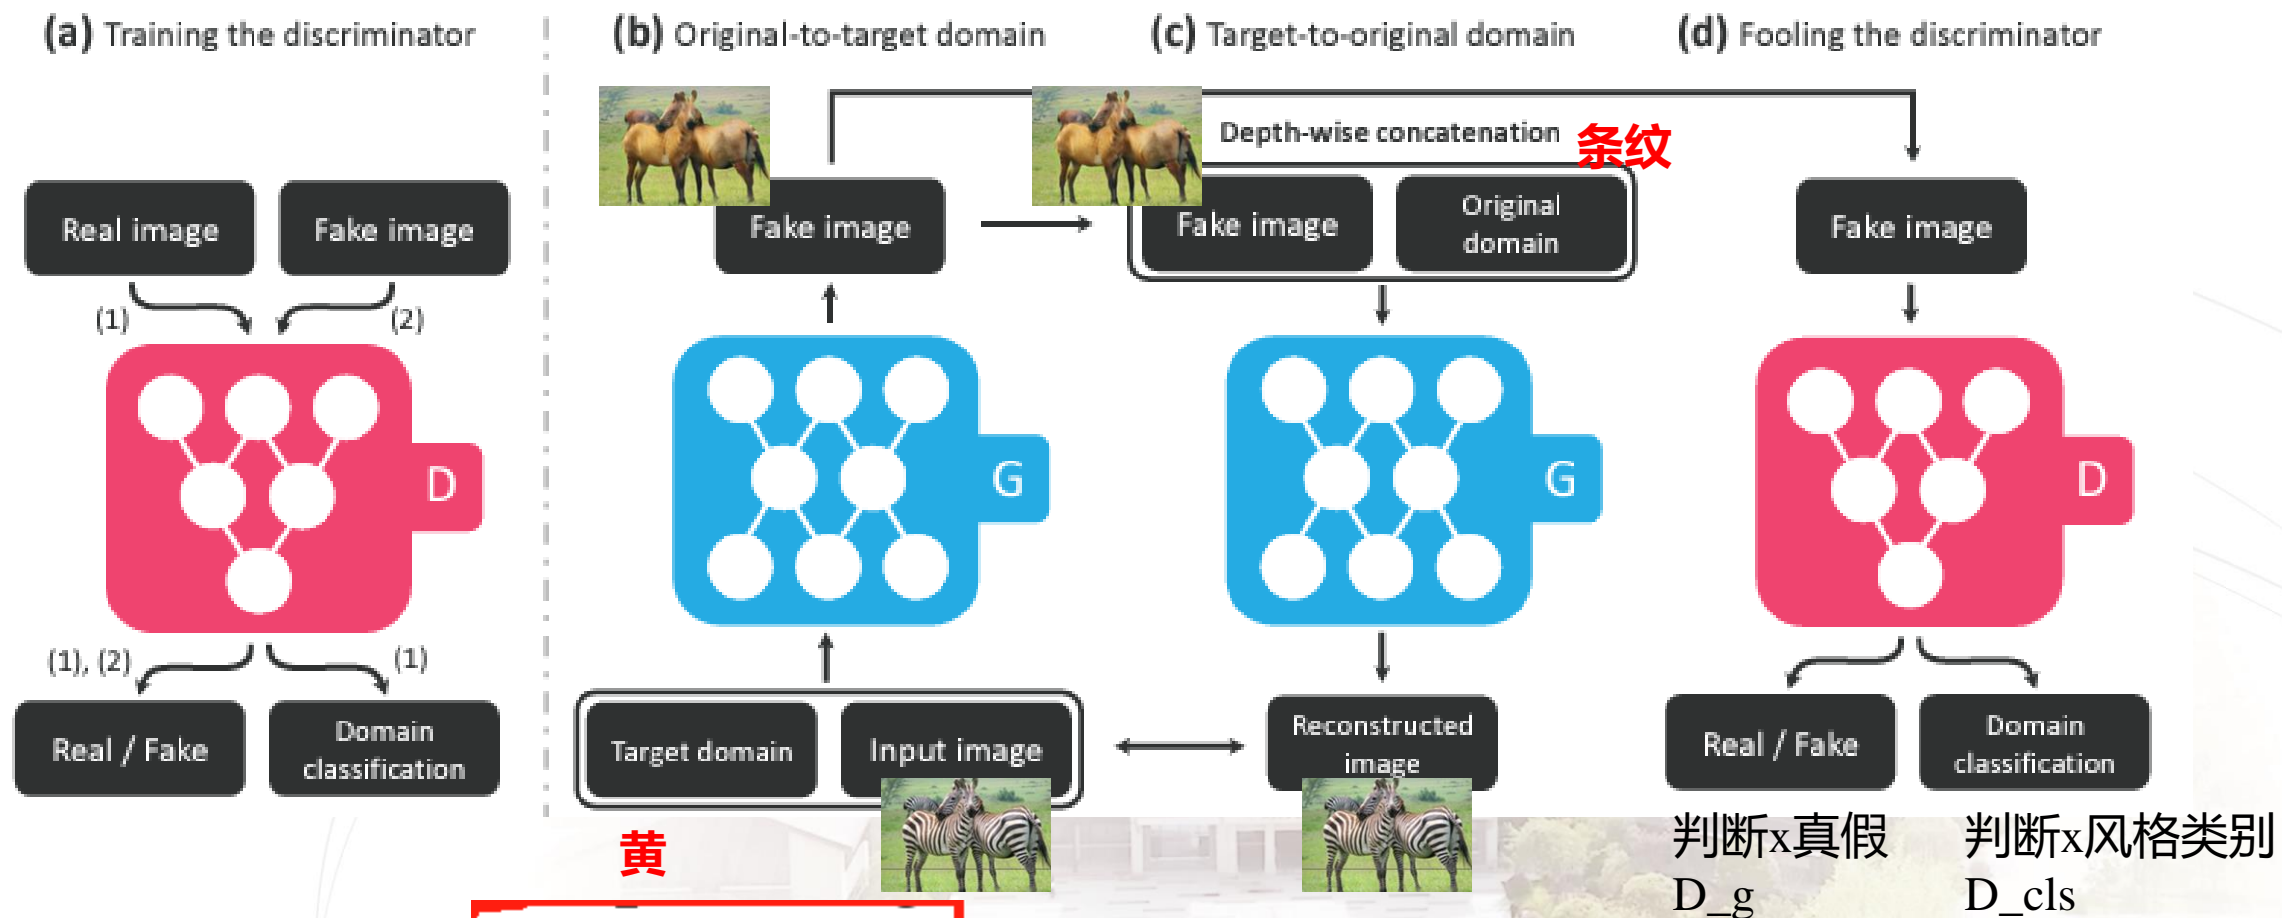 (a) Training the discriminator
(b) Original-to-target domain
(c) Target-to-original domain
(d) Fooling the discriminator
Real image
Fake image
(1)
(2)
D
(1), (2)
(1)
Real / Fake
Domain
classification
Fake image
G
Target domain
Input image
黄
Depth-wise concatenation
条纹
Fake image
Original
domain
G
Reconstructed
image
Fake image
D
Real / Fake
Domain
classification
判断x真假
D_g
判断x风格类别
D_cls